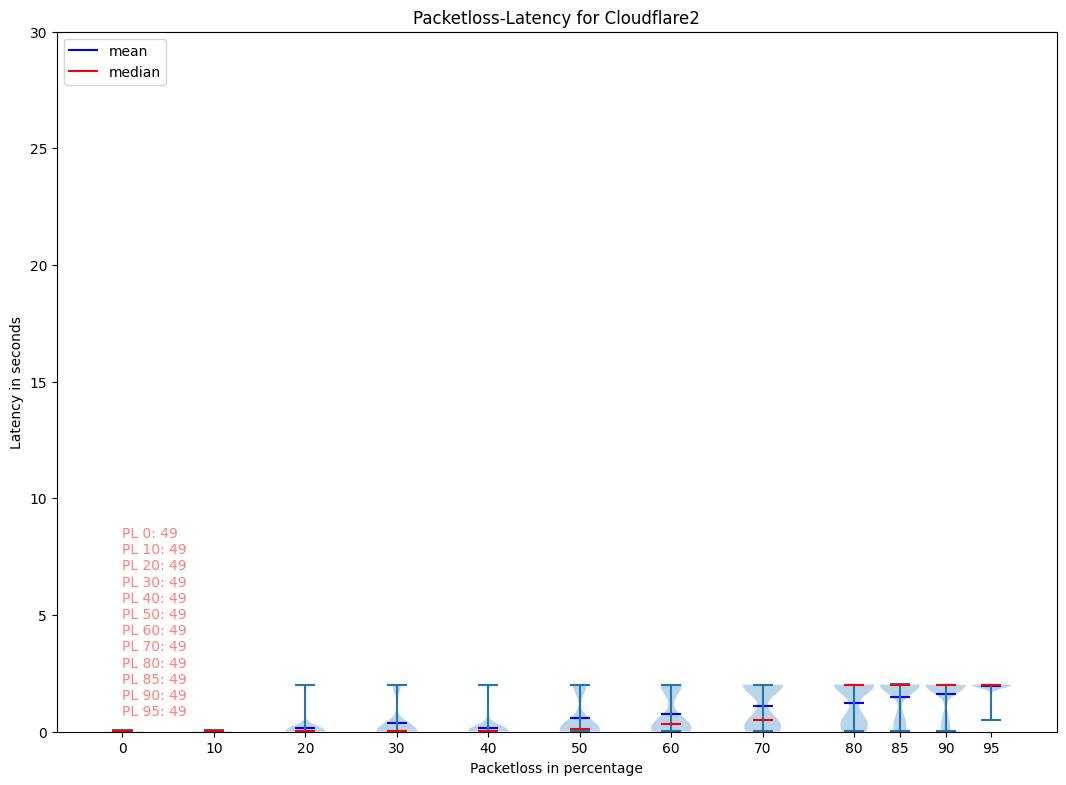 Packetloss-Latency for Cloudflare2
mean
median
30
25
20
15
10
5
0
Latency in seconds
PL 0: 49
PL 10: 49
PL 20: 49
PL 30: 49
PL 40: 49
PL 50: 49
PL 60: 49
PL 70: 49
PL 80: 49
PL 85: 49
PL 90: 49
PL 95: 49
0 10 20 30 40 50 60 70 80 85 90 95
Packetloss in percentage